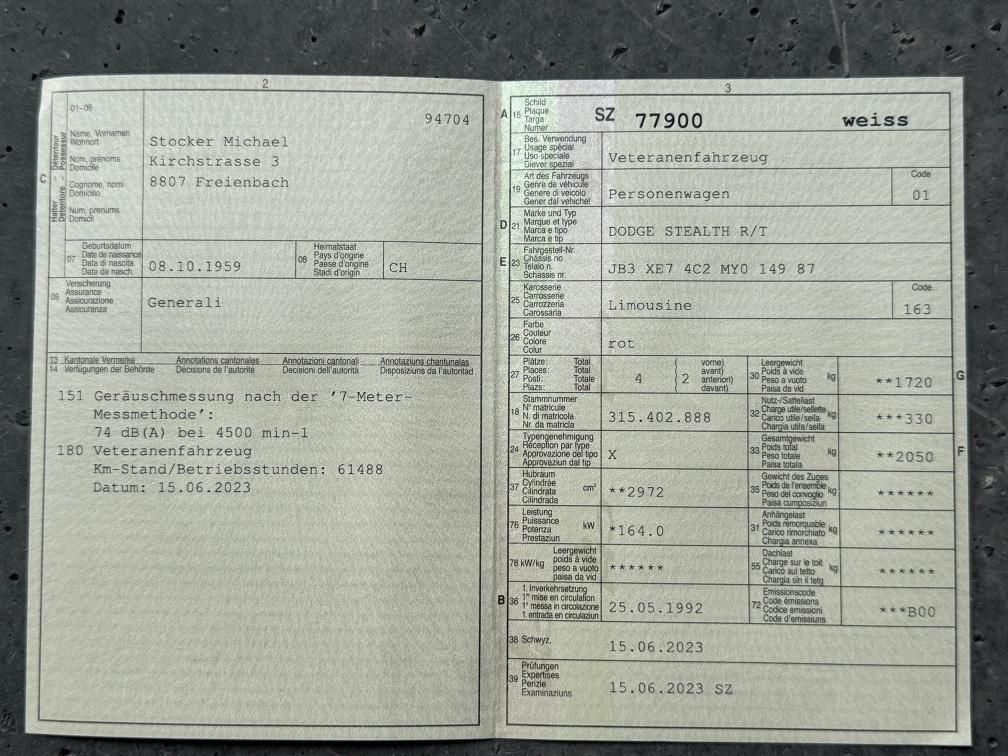 2
01-06
94704
C
Halter - Détenteur
Detentore - Possessur
Name, Vornamen
Wohnort
Nom, prénoms
Domicile
Cognome, nomi
Domicilio
Num, prenums
Domicil
Stocker Michael
Kirchstrasse 3
8807 Freienbach
07
Geburtsdatum
Date de naissance
Data di nascita
Data da nasch.
08.10.1959
08
Heimatstaat
Pays d'origine
Paese d'origine
Stadi d'origin
CH
09
Versicherung
Assurance
Assicurazione
Assicuranza
Generali
13 Kantonale Vermerke Annotations cantonales Annotazioni cantonali Annotaziuns chantunalas
14 Verfügungen der Behörde Décisions de l'autorité Decisioni dell'autorità Disposiziuns da l'autoritad
151 Geräuschmessung nach der '7-Meter-
Messmethode':
74 dB(A) bei 4500 min-1
180 Veteranenfahrzeug
Km-Stand/Betriebsstunden: 61488
Datum: 15.06.2023
3
A 15
Schild
Plaque
Targa
Numer
SZ 77900 weiss
17
Bes. Verwendung
Usage spécial
Uso speciale
Diever spezial
Veteranenfahrzeug
19
Art des Fahrzeugs
Genre de véhicule
Genere di veicolo
Gener dal vehichel
Personenwagen
Code
01
D 21
Marke und Typ
Marque et type
Marca e tipo
Marca e tip
DODGE STEALTH R/T
E 23
Fahrgestell-Nr.
Châssis no
Telaio n.
Schassis nr.
JB3 XE7 4C2 MY0 149 87
25
Karosserie
Carrosserie
Carrozzeria
Carossaria
Limousine
Code
163
26
Farbe
Couleur
Colore
Colur
rot
27
Plätze: Total
Places: Total
Posti: Totale
Plazs: Total
4 ( 2
vorne)
avant)
anteriori)
davant)
30
Leergewicht
Poids à vide
Peso a vuoto
Paisa da vid
kg
**1720
G
18
Stammnummer
N° matricule
N. di matricola
Nr. da matricla
315.402.888
32
Nutz-/Sattellast
Charge utile/sellette
Carico utile/sella
Chargia utila/sella
kg
***330
24
Typengenehmigung
Réception par type
Approvazione del tipo
Approvaziun dal tip
X
33
Gesamtgewicht
Poids total
Peso totale
Paisa totala
kg
**2050
F
37
Hubraum
Cylindrée
Cilindrata
Cilindrada
cm³
**2972
35
Gewicht des Zuges
Poids de l'ensemble
Peso del convoglio
Paisa cumposiziun
kg
******
76
Leistung
Puissance
Potenza
Prestaziun
kW
*164.0
31
Anhängelast
Poids remorquable
Carico rimorchiato
Chargia annexa
kg
******
78 kW/kg
Leergewicht
poids à vide
peso a vuoto
paisa da vid
******
55
Dachlast
Charge sur le toit
Carico sul tetto
Chargia sin il tetg
kg
******
B 36
1. Inverkehrsetzung
1re mise en circulation
1a messa in circolazione
1. entrada en circulaziun
25.05.1992
72
Emissionscode
Code émissions
Codice emissioni
Code d'emissiuns
***B00
38 Schwyz,
15.06.2023
39
Prüfungen
Expertises
Perizie
Examinaziuns
15.06.2023 SZ